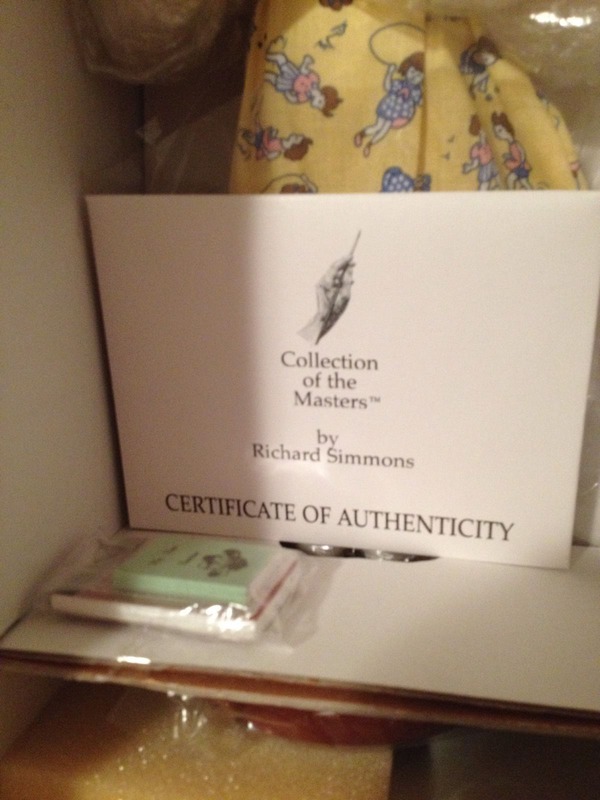 Collection
of the
Masters™
by
Richard Simmons
CERTIFICATE OF AUTHENTICITY